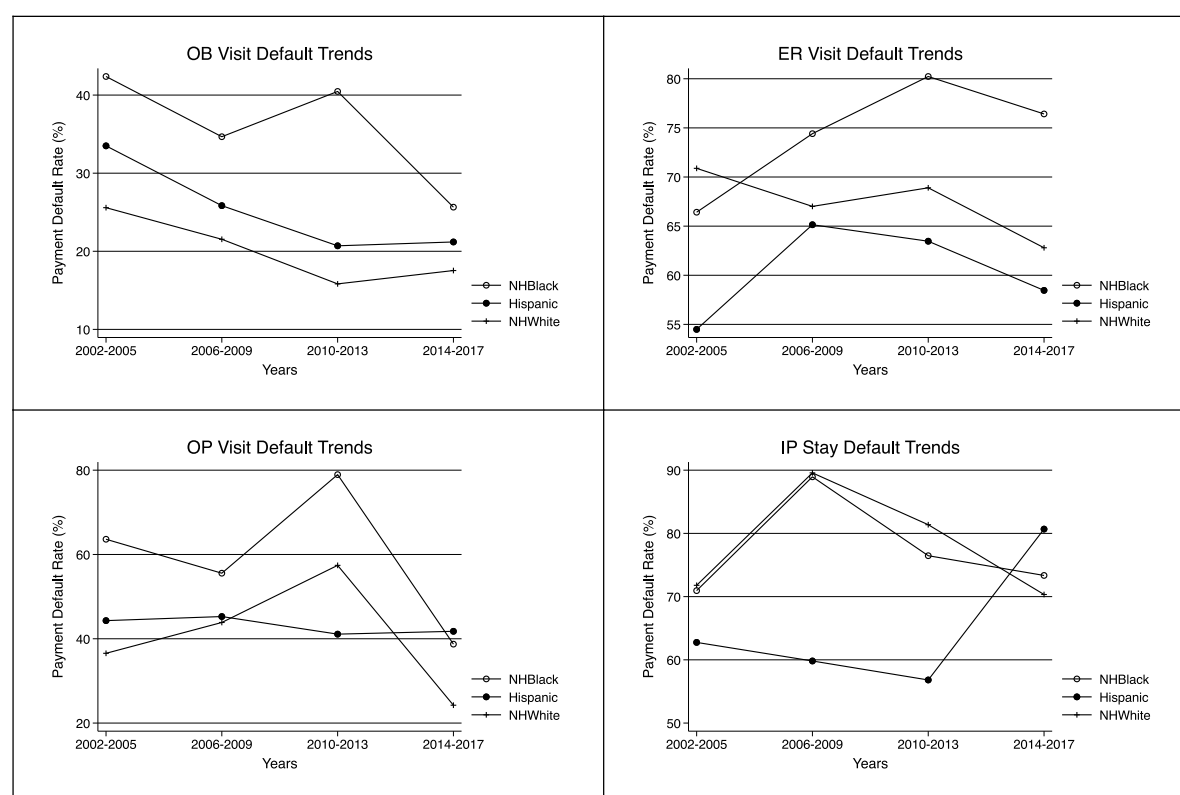 OB Visit Default Trends
Payment Default Rate (%)
40
30
20
10
2002-2005 2006-2009 2010-2013 2014-2017
Years
NHBlack
Hispanic
NHWhite
ER Visit Default Trends
Payment Default Rate (%)
80
75
70
65
60
55
2002-2005 2006-2009 2010-2013 2014-2017
Years
NHBlack
Hispanic
NHWhite
OP Visit Default Trends
Payment Default Rate (%)
80
60
40
20
2002-2005 2006-2009 2010-2013 2014-2017
Years
NHBlack
Hispanic
NHWhite
IP Stay Default Trends
Payment Default Rate (%)
90
80
70
60
50
2002-2005 2006-2009 2010-2013 2014-2017
Years
NHBlack
Hispanic
NHWhite